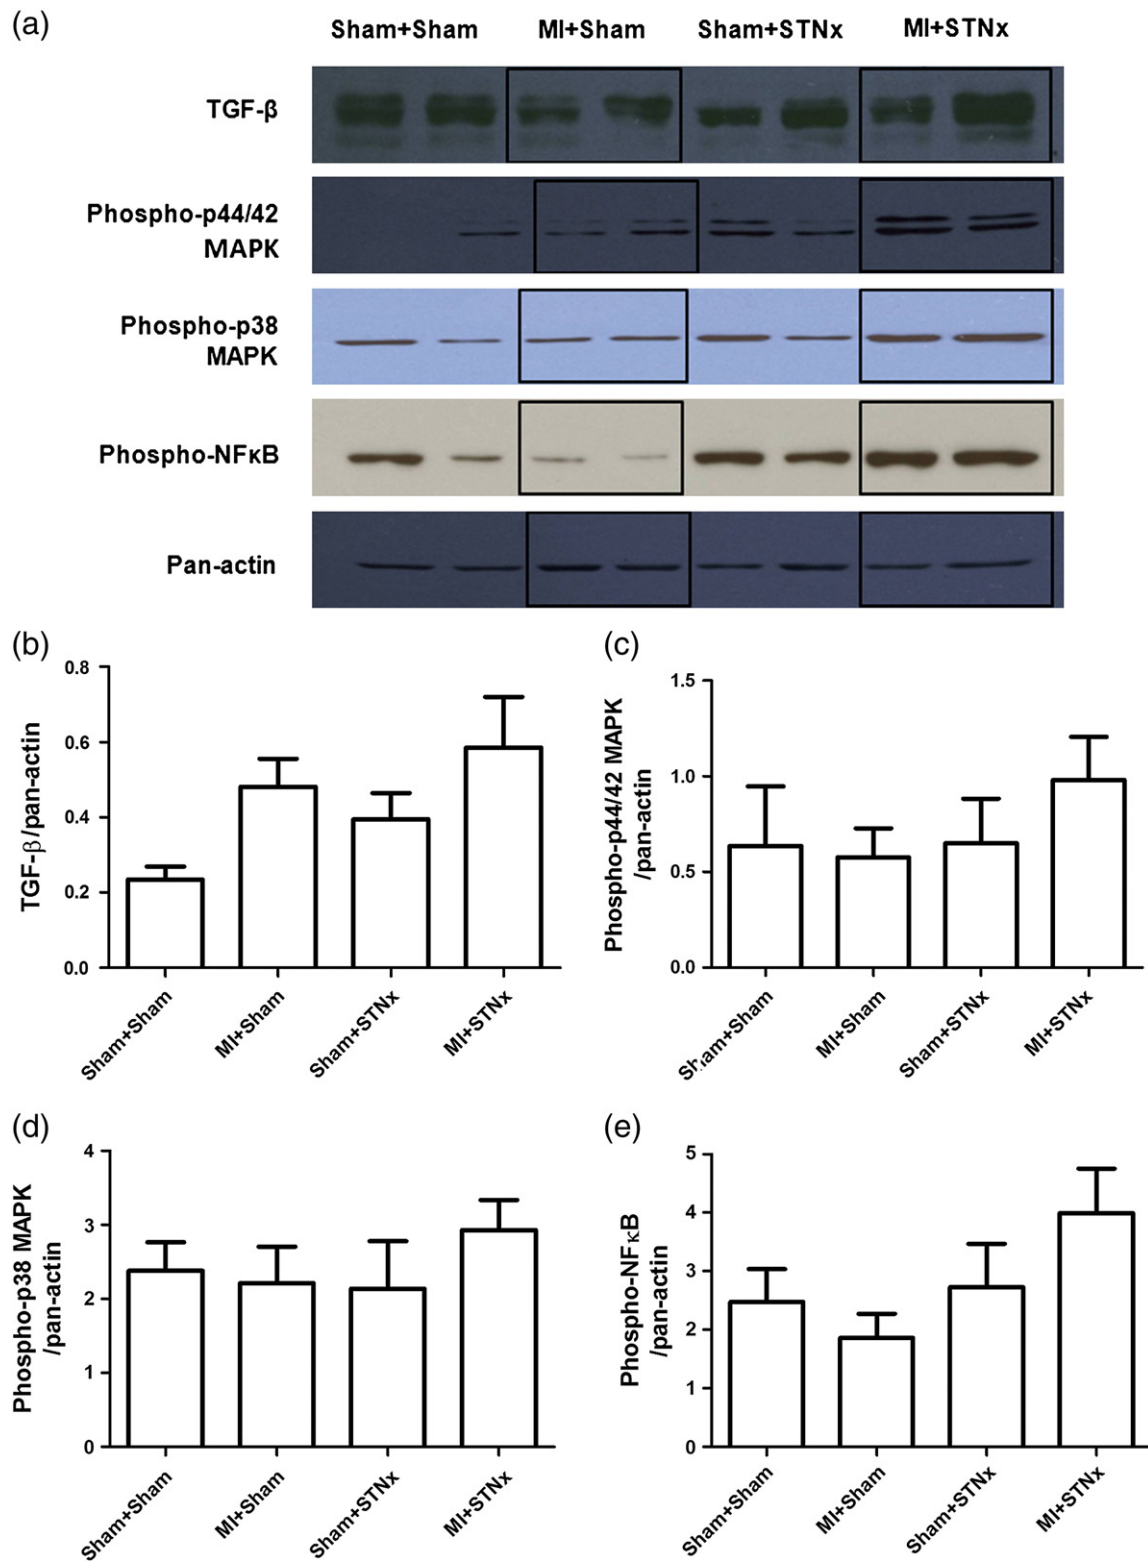 (a)
Sham+Sham MI+Sham Sham+STNx MI+STNx
TGF-β
Phospho-p44/42
MAPK
Phospho-p38
MAPK
Phospho-NFκB
Pan-actin
(b)
TGF-β/pan-actin
0.8
0.6
0.4
0.2
0.0
Sham+Sham
MI+Sham
Sham+STNx
MI+STNx
(c)
Phospho-p44/42 MAPK
/pan-actin
1.5
1.0
0.5
0.0
Sham+Sham
MI+Sham
Sham+STNx
MI+STNx
(d)
Phospho-p38 MAPK
/pan-actin
4
3
2
1
0
Sham+Sham
MI+Sham
Sham+STNx
MI+STNx
(e)
Phospho-NFκB
/pan-actin
5
4
3
2
1
0
Sham+Sham
MI+Sham
Sham+STNx
MI+STNx